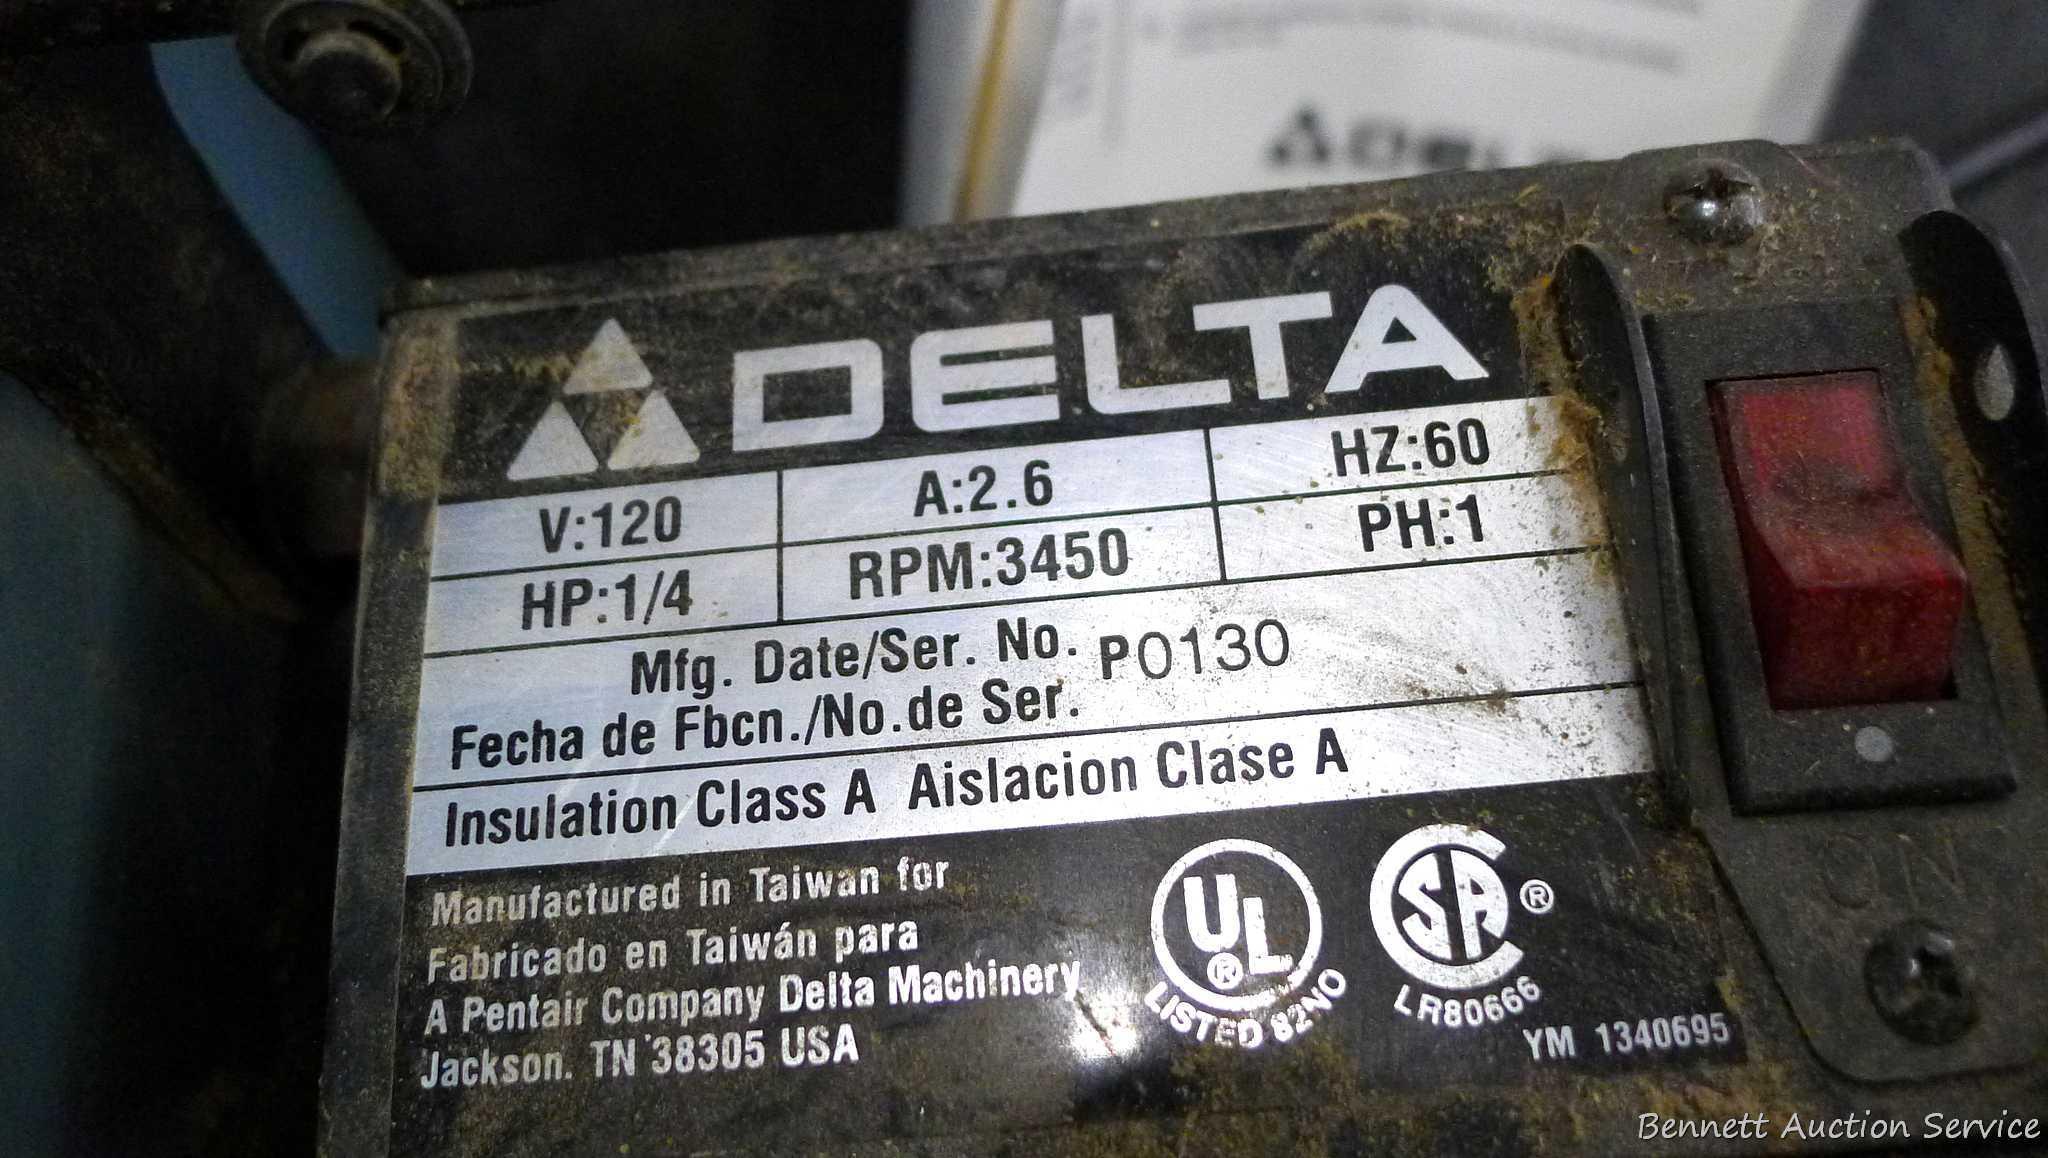 DELTA
DELTA
V:120 A:2.6 HZ:60
HP:1/4 RPM:3450 PH:1
Mfg. Date/Ser. No. P0130
Fecha de Fbcn./No.de Ser.
Insulation Class A Aislacion Clase A
Manufactured in Taiwan for
Fabricado en Taiwán para
A Pentair Company Delta Machinery
Jackson. TN 38305 USA
UL®
LISTED 82NO
SA®
LR80666
YM 1340695
Bennett Auction Service